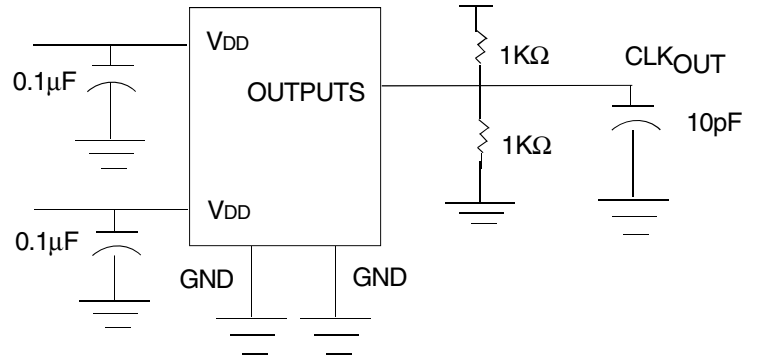 VDD
0.1μF
OUTPUTS
1KΩ
CLKOUT
10pF
1KΩ
VDD
0.1μF
GND
GND